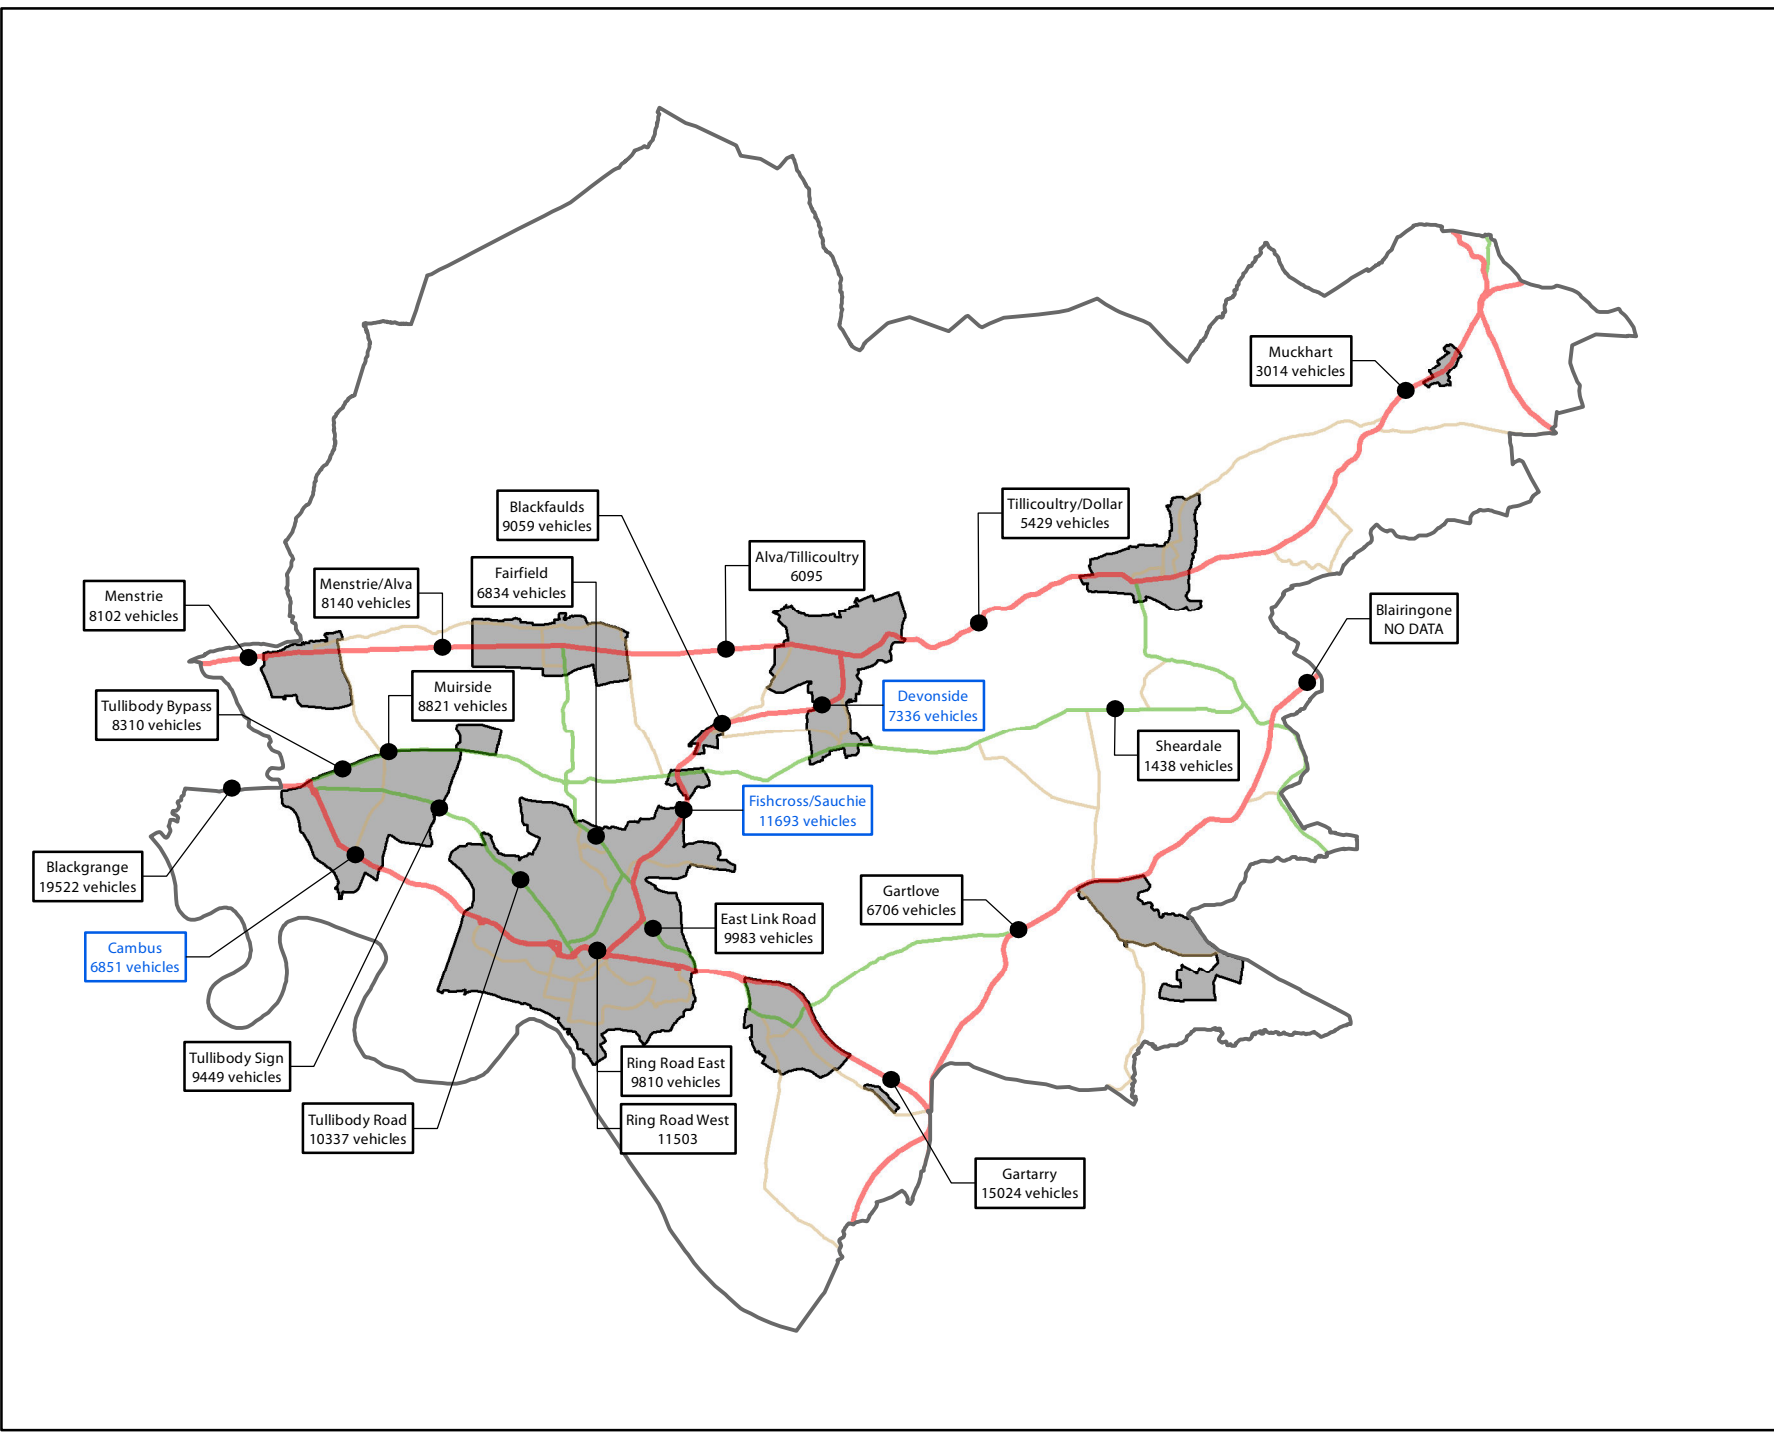 Muckhart
3014 vehicles
Blackfaulds
9059 vehicles
Tillicoultry/Dollar
5429 vehicles
Alva/Tillicoultry
6095
Fairfield
6834 vehicles
Menstrie/Alva
8140 vehicles
Menstrie
8102 vehicles
Blairingone
NO DATA
Muirside
8821 vehicles
Tullibody Bypass
8310 vehicles
Devonside
7336 vehicles
Sheardale
1438 vehicles
Fishcross/Sauchie
11693 vehicles
Blackgrange
19522 vehicles
Gartlove
6706 vehicles
East Link Road
9983 vehicles
Cambus
6851 vehicles
Tullibody Sign
9449 vehicles
Ring Road East
9810 vehicles
Tullibody Road
10337 vehicles
Ring Road West
11503
Gartarry
15024 vehicles